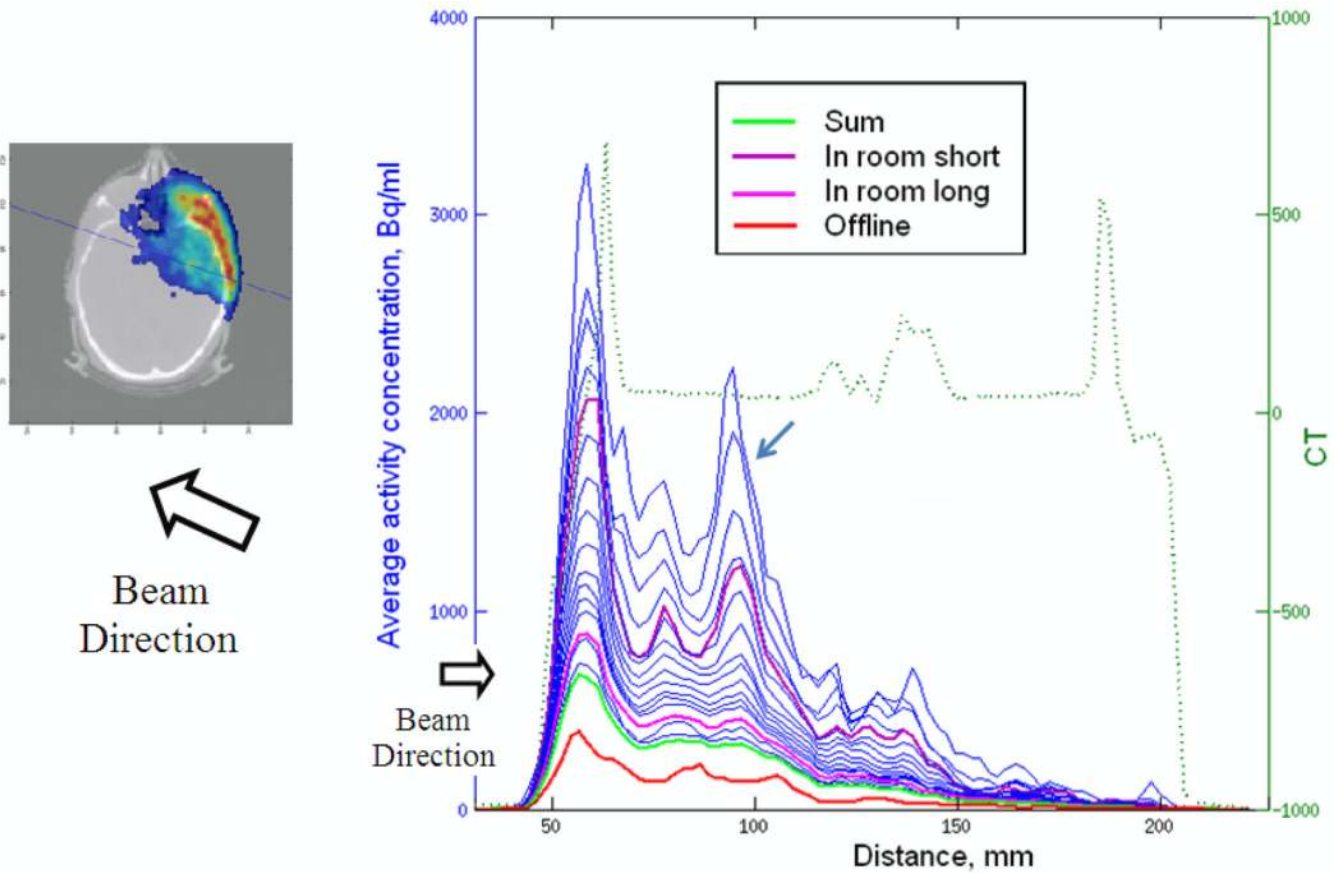 4000
3000
2000
1000
0
Average activity concentration, Bq/ml
Sum
In room short
In room long
Offline
1000
500
0
−500
−1000
CT
Beam
Direction
Beam
Direction
50
100
150
200
Distance, mm